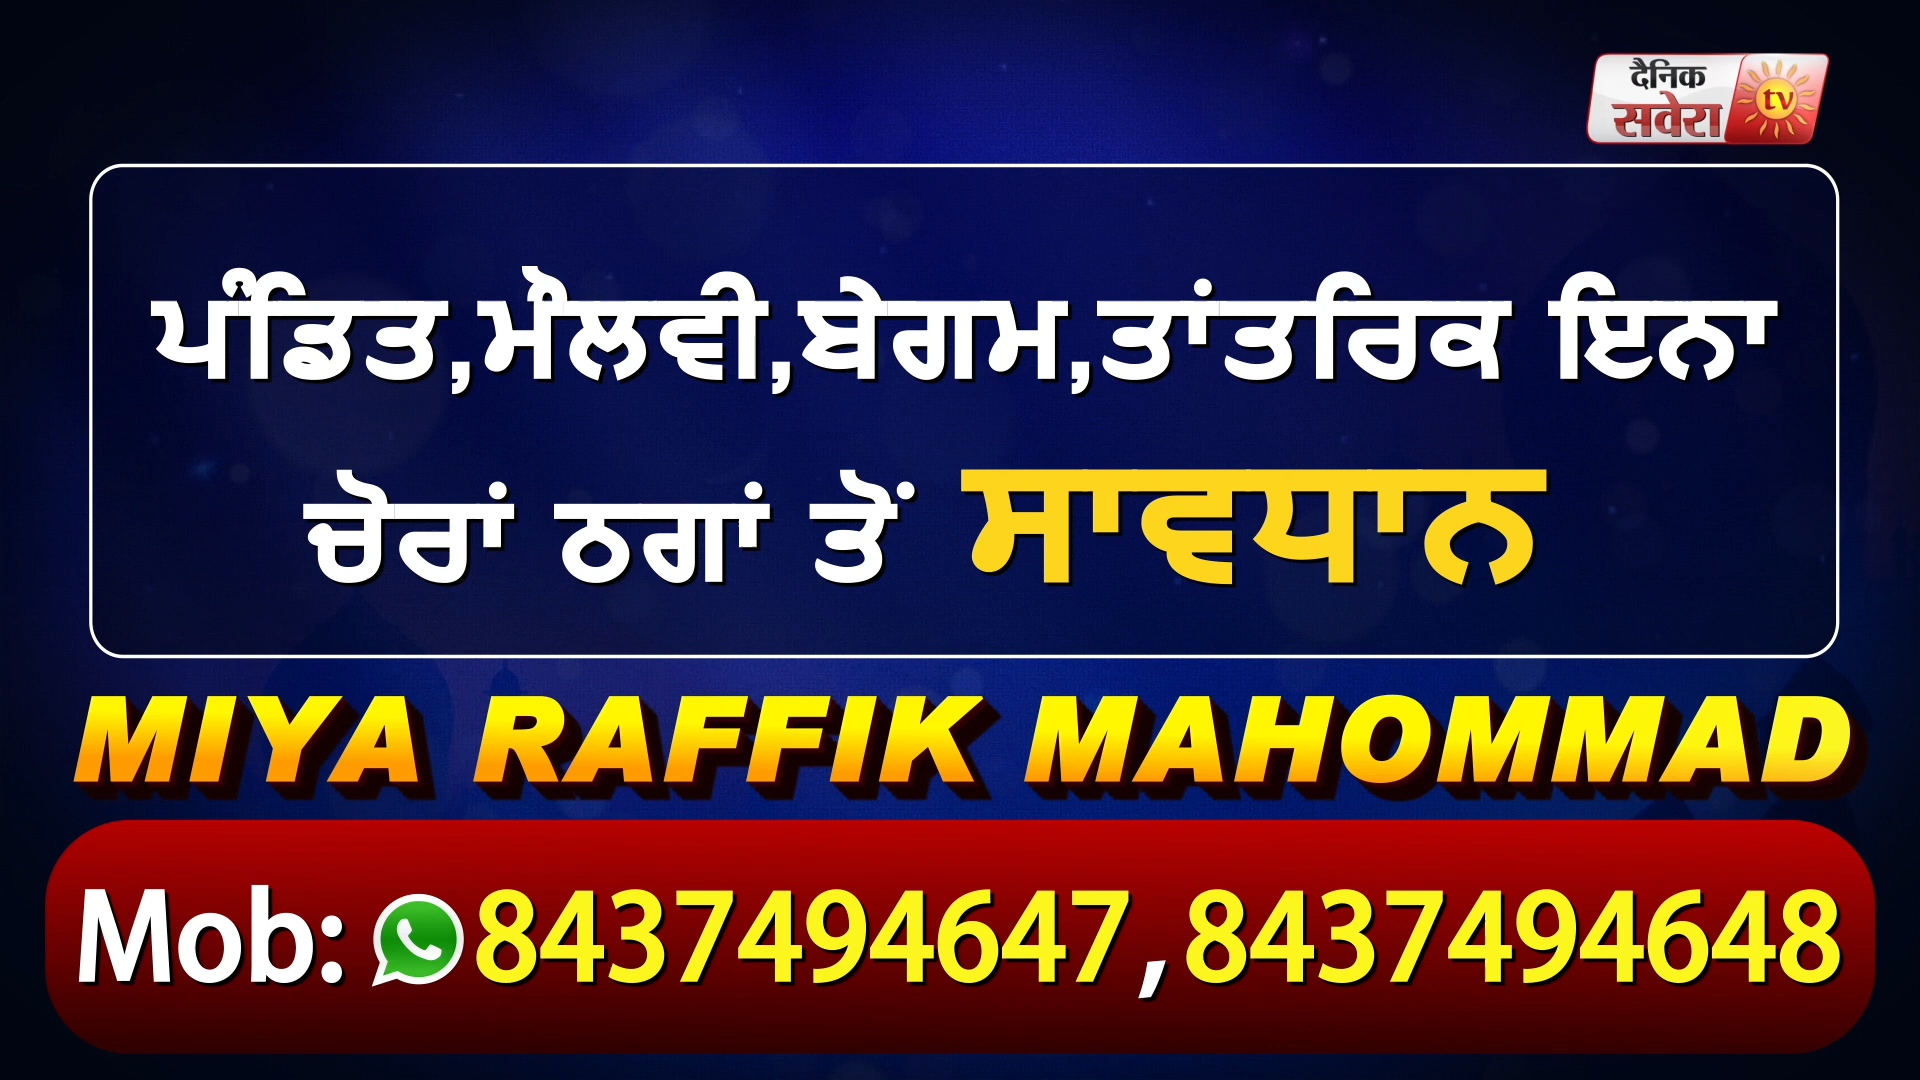 दैनिक
सवेरा tv
ਪੰਡਿਤ,ਮੌਲਵੀ,ਬੇਗਮ,ਤਾਂਤਰਿਕ ਇਨਾ
ਚੋਰਾਂ ਠਗਾਂ ਤੋਂ ਸਾਵਧਾਨ
MIYA RAFFIK MAHOMMAD
Mob: 8437494647, 8437494648